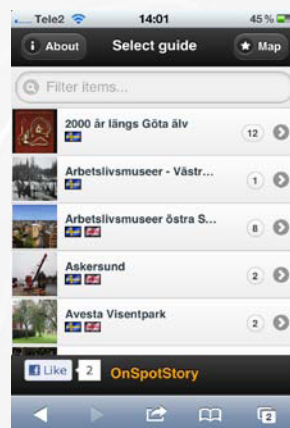 Tele2 14:01 45 %
i About Select guide Map
Filter items...
2000 år längs Göta älv
12
Arbetslivsmuseer - Västr...
1
Arbetslivsmuseer östra S...
8
Askersund
2
Avesta Visentpark
2
Like 2 OnSpotStory
2